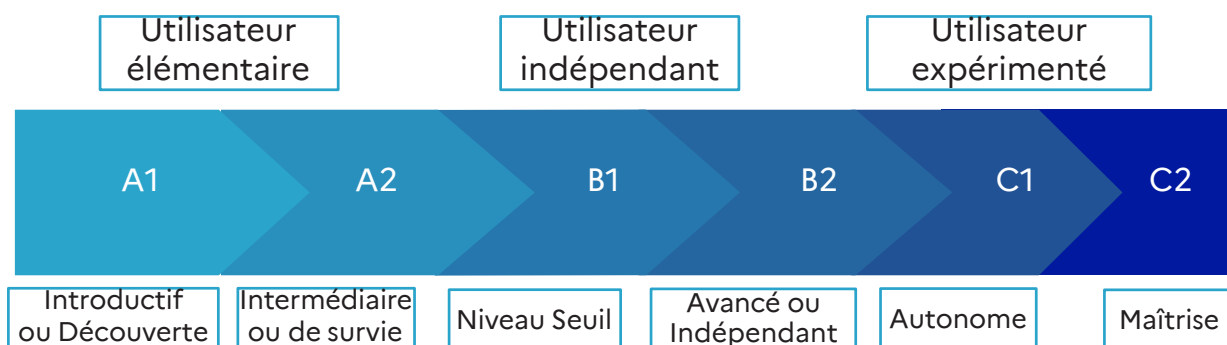 Utilisateur
élémentaire
Utilisateur
indépendant
Utilisateur
expérimenté
A1
A2
B1
B2
C1
C2
Introductif
ou Découverte
Intermédiaire
ou de survie
Niveau Seuil
Avancé ou
Indépendant
Autonome
Maîtrise